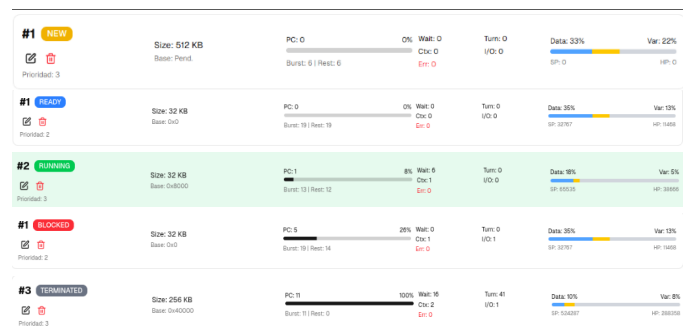 #1 NEW
Size: 512 KB
PC: 0 0% Wait: 0 Turn: 0
Data: 33% Var: 22%
Base: Pend.
Ctx: 0 I/O: 0
Burst: 6 | Rest: 6 Err: 0
SP: 0 HP: 0
Prioridad: 3
#1 READY
Size: 32 KB
PC: 0 0% Wait: 0 Turn: 0
Data: 35% Var: 13%
Base: 0x0
Ctx: 0 I/O: 0
Burst: 19 | Rest: 19 Err: 0
SP: 32767 HP: 11468
Prioridad: 2
#2 RUNNING
Size: 32 KB
PC: 1 8% Wait: 6 Turn: 0
Data: 18% Var: 5%
Base: 0x8000
Ctx: 1 I/O: 0
Burst: 13 | Rest: 12 Err: 0
SP: 65535 HP: 38666
Prioridad: 3
#1 BLOCKED
Size: 32 KB
PC: 5 26% Wait: 0 Turn: 0
Data: 35% Var: 13%
Base: 0x0
Ctx: 1 I/O: 1
Burst: 19 | Rest: 14 Err: 0
SP: 32767 HP: 11468
Prioridad: 2
#3 TERMINATED
Size: 256 KB
PC: 11 100% Wait: 16 Turn: 41
Data: 10% Var: 8%
Base: 0x40000
Ctx: 2 I/O: 1
Burst: 11 | Rest: 0 Err: 0
SP: 524287 HP: 288358
Prioridad: 3